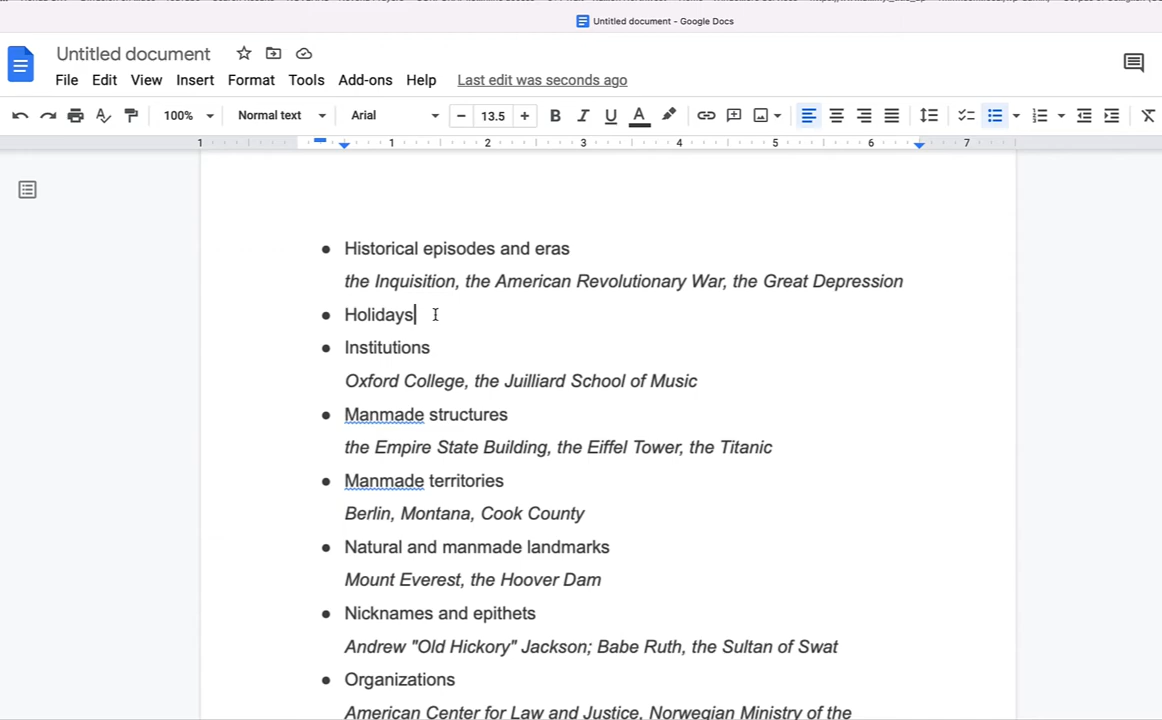 Untitled document - Google Docs
Untitled document
File Edit View Insert Format Tools Add-ons Help Last edit was seconds ago
100% Normal text Arial − 13.5 + B I U A
1 1 2 3 4 5 6 7
● Historical episodes and eras
the Inquisition, the American Revolutionary War, the Great Depression
● Holidays
● Institutions
Oxford College, the Juilliard School of Music
● Manmade structures
the Empire State Building, the Eiffel Tower, the Titanic
● Manmade territories
Berlin, Montana, Cook County
● Natural and manmade landmarks
Mount Everest, the Hoover Dam
● Nicknames and epithets
Andrew "Old Hickory" Jackson; Babe Ruth, the Sultan of Swat
● Organizations
American Center for Law and Justice, Norwegian Ministry of the